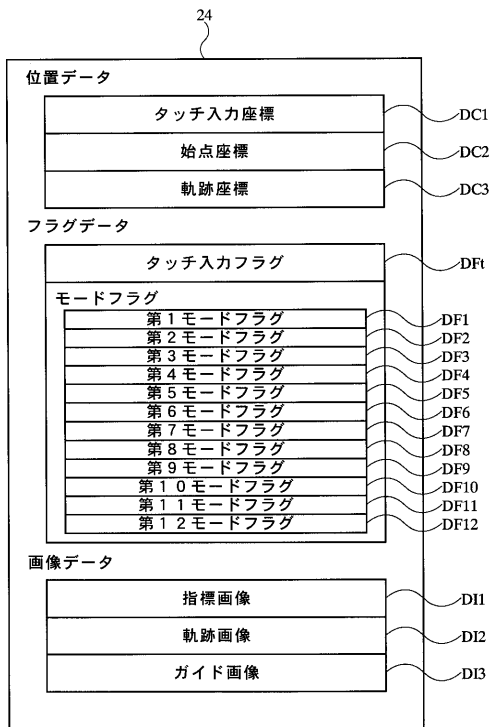 24
位置データ
タッチ入力座標 DC1
始点座標 DC2
軌跡座標 DC3
フラグデータ
タッチ入力フラグ DFt
モードフラグ
第1モードフラグ DF1
第2モードフラグ DF2
第3モードフラグ DF3
第4モードフラグ DF4
第5モードフラグ DF5
第6モードフラグ DF6
第7モードフラグ DF7
第8モードフラグ DF8
第9モードフラグ DF9
第10モードフラグ DF10
第11モードフラグ DF11
第12モードフラグ DF12
画像データ
指標画像 DI1
軌跡画像 DI2
ガイド画像 DI3